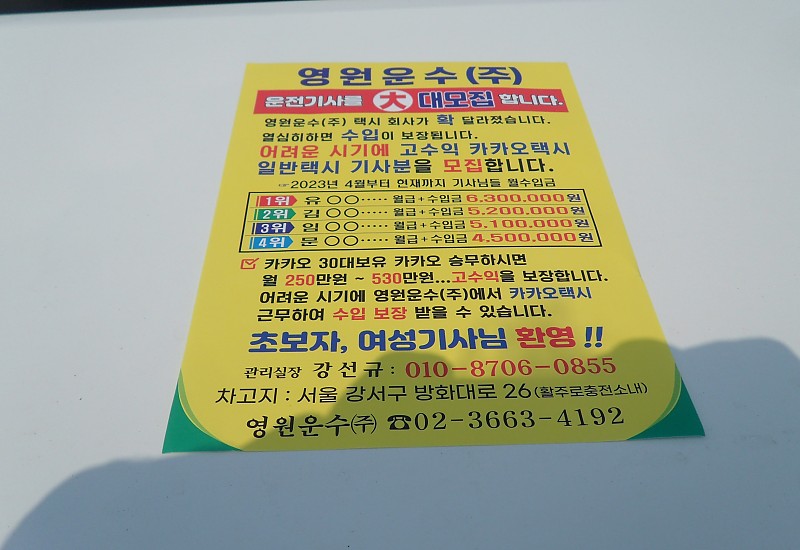 영원운수(주)
운전기사를 大 대모집 합니다.
영원운수(주) 택시 회사가 확 달라졌습니다.
열심히하면 수입이 보장됩니다.
어려운 시기에 고수익 카카오택시
일반택시 기사분을 모집합니다.
☞2023년 4월부터 현재까지 기사님들 월수입금
1위 유 ○○····· 월급+수입금 6.300.000원
2위 김 ○○····· 월급+수입금 5.200.000원
3위 임 ○○····· 월급+수입금 5.100.000원
4위 문 ○○····· 월급+수입금 4.500.000원
카카오 30대보유 카카오 승무하시면
월 250만원 ~ 530만원...고수익을 보장합니다.
어려운 시기에 영원운수(주)에서 카카오택시
근무하여 수입 보장 받을 수 있습니다.
초보자, 여성기사님 환영 !!
관리실장 강선규 : 010-8706-0855
차고지 : 서울 강서구 방화대로 26 (활주로충전소내)
영원운수㈜ ☎02-3663-4192